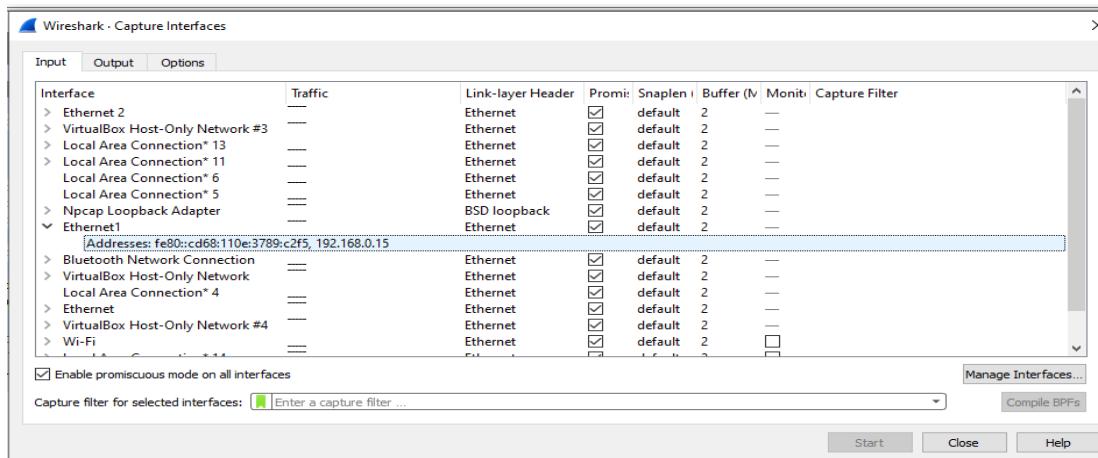 Wireshark · Capture Interfaces
Input Output Options
Interface Traffic Link-layer Header Promis Snaplen ( Buffer (M Monito Capture Filter
Ethernet 2 Ethernet default 2 —
VirtualBox Host-Only Network #3 Ethernet default 2 —
Local Area Connection* 13 Ethernet default 2 —
Local Area Connection* 11 Ethernet default 2 —
Local Area Connection* 6 Ethernet default 2 —
Local Area Connection* 5 Ethernet default 2 —
Npcap Loopback Adapter BSD loopback default 2 —
Ethernet1 Ethernet default 2 —
Addresses: fe80::cd68:110e:3789:c2f5, 192.168.0.15
Bluetooth Network Connection Ethernet default 2 —
VirtualBox Host-Only Network Ethernet default 2 —
Local Area Connection* 4 Ethernet default 2 —
Ethernet Ethernet default 2 —
VirtualBox Host-Only Network #4 Ethernet default 2 —
Wi-Fi Ethernet default 2
Enable promiscuous mode on all interfaces Manage Interfaces...
Capture filter for selected interfaces: Enter a capture filter ... Compile BPFs
Start Close Help